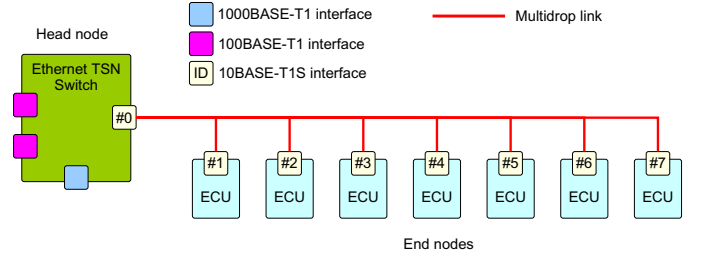 1000BASE-T1 interface
Multidrop link
Head node
100BASE-T1 interface
Ethernet TSN
Switch
ID 10BASE-T1S interface
#0
#1 #2 #3 #4 #5 #6 #7
ECU ECU ECU ECU ECU ECU ECU
End nodes